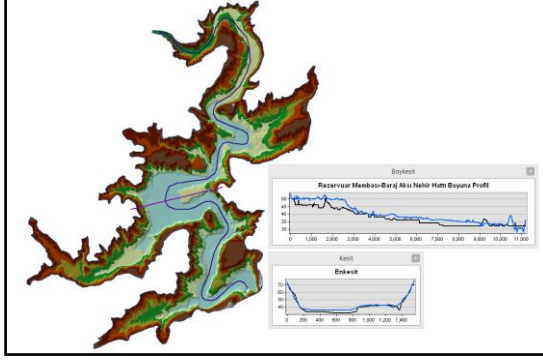 Boykesit
Rezervuar Membası-Baraj Aksı Nehir Hattı Boyuna Profil
50
45
40
35
30
0 1,000 2,000 3,000 4,000 5,000 6,000 7,000 8,000 9,000 10,000 11,000
Kesit
Enkesit
70
60
50
40
0 200 400 600 800 1,000 1,200 1,400